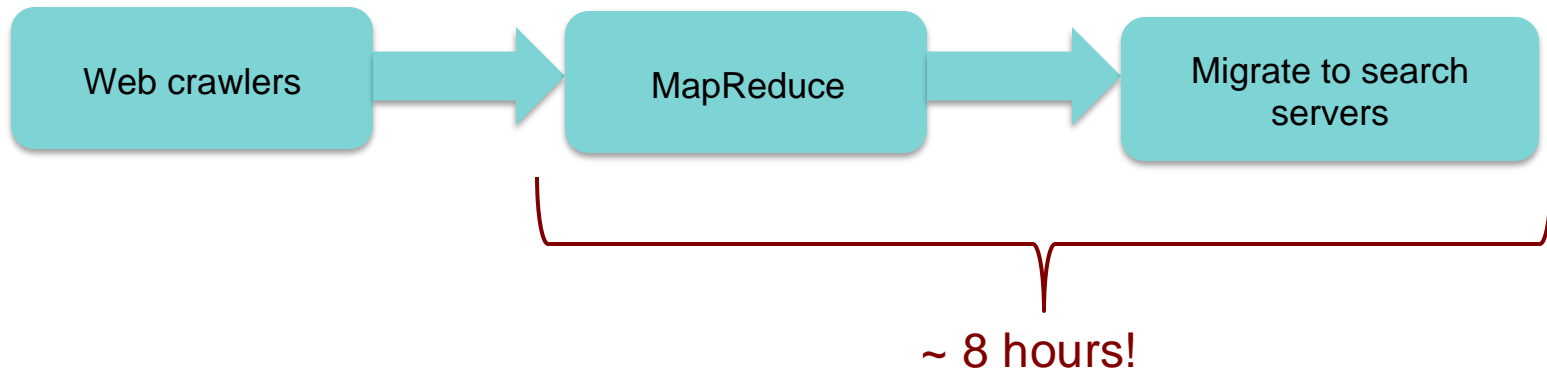 Web crawlers
MapReduce
Migrate to search
servers
~ 8 hours!